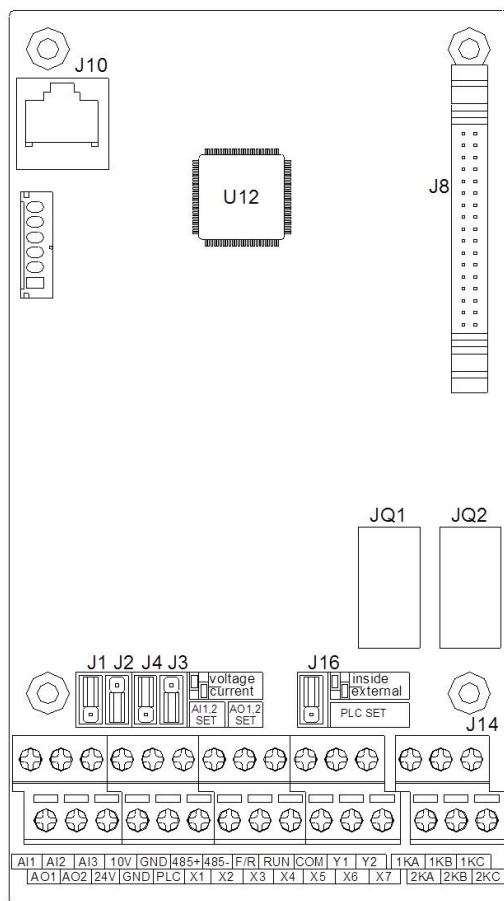 J10
J8
U12
JQ1 JQ2
J1 J2 J4 J3
voltage
current
AI1,2 SET
AO1,2 SET
J16
inside
external
PLC SET
J14
AI1 AI2 AI3 10V GND 485+ 485- F/R RUN COM Y1 Y2 1KA 1KB 1KC
AO1 AO2 24V GND PLC X1 X2 X3 X4 X5 X6 X7 2KA 2KB 2KC